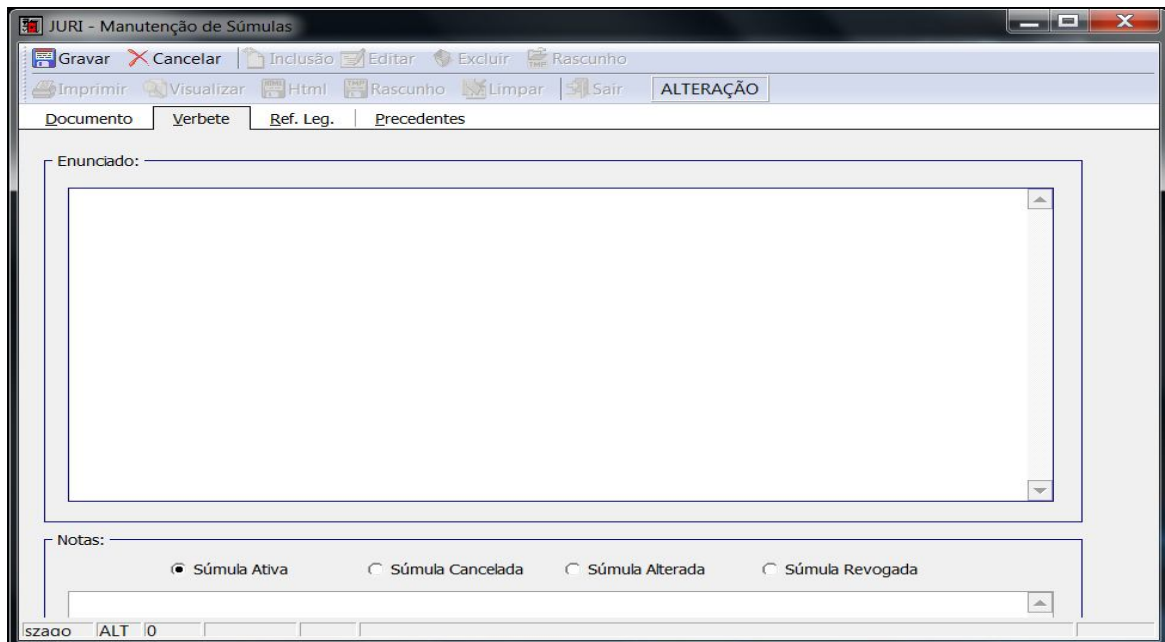 JURI - Manutenção de Súmulas
Gravar Cancelar Inclusão Editar Excluír Rascunho
Imprimir Visualizar Html Rascunho Limpar Sair ALTERAÇÃO
Documento Verbete Ref. Leg. Precedentes
Enunciado:
Notas:
Súmula Ativa Súmula Cancelada Súmula Alterada Súmula Revogada
szago ALT 0